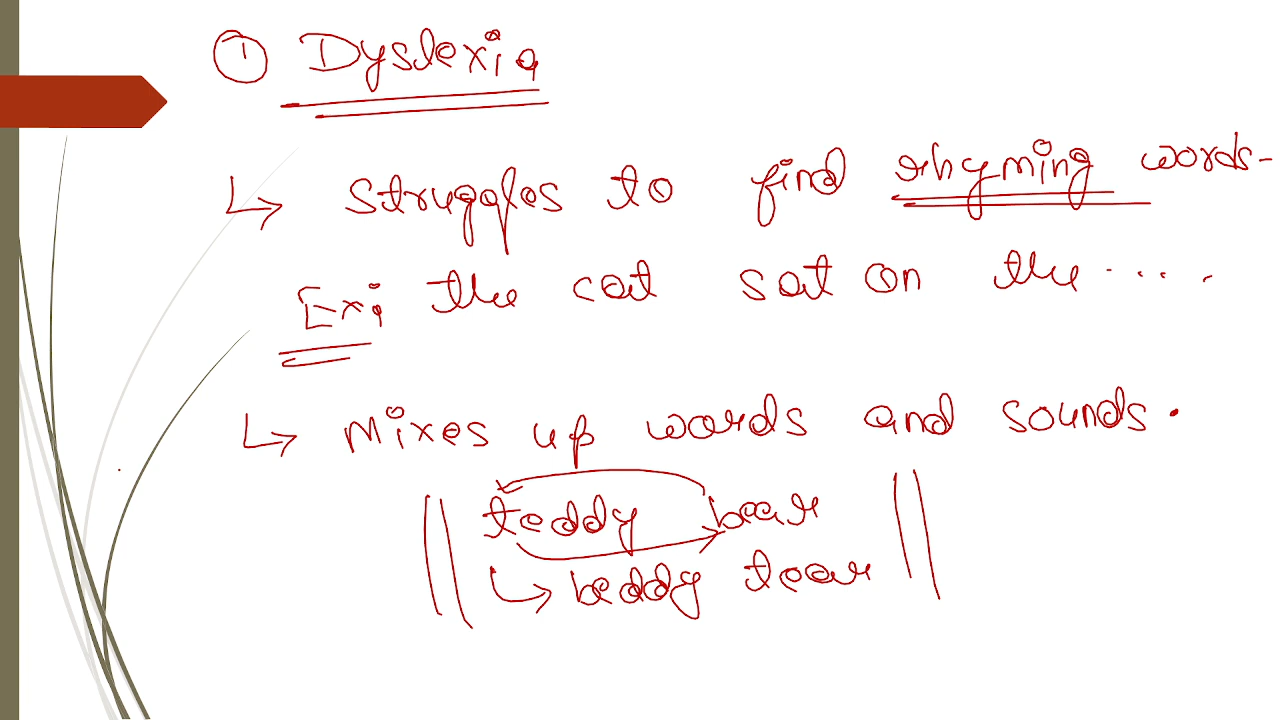 ① Dyslexia
↳ struggles to find rhyming words-
Ex: the cat sat on the .....
↳ Mixes up words and sounds.
teddy bear
↳ beddy tear